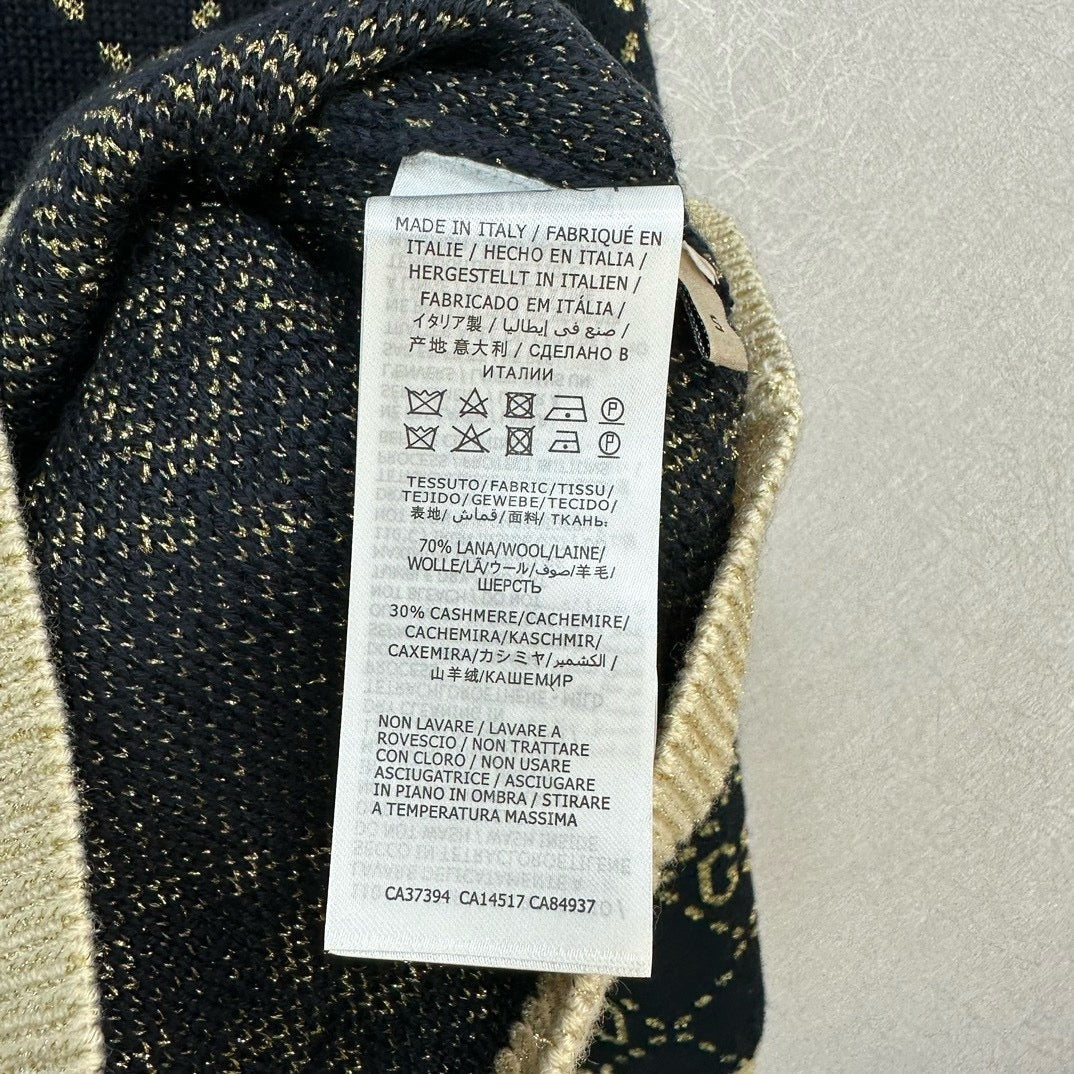 MADE IN ITALY / FABRIQUÉ EN
ITALIE / HECHO EN ITALIA /
HERGESTELLT IN ITALIEN /
FABRICADO EM ITÁLIA /
イタリア製 / صنع في إيطاليا /
产地 意大利 / СДЕЛАНО В
ИТАЛИИ
P
P
TESSUTO/FABRIC/TISSU/
TEJIDO/GEWEBE/TECIDO/
表地/ قماش/面料/ ТКАНЬ:
70% LANA/WOOL/LAINE/
WOLLE/LÃ/ウール/صوف/羊毛/
ШЕРСТЬ
30% CASHMERE/CACHEMIRE/
CACHEMIRA/KASCHMIR/
CAXEMIRA/カシミヤ/الكشمير /
山羊绒/КАШЕМИР
NON LAVARE / LAVARE A
ROVESCIO / NON TRATTARE
CON CLORO / NON USARE
ASCIUGATRICE / ASCIUGARE
IN PIANO IN OMBRA / STIRARE
A TEMPERATURA MASSIMA
CA37394 CA14517 CA84937